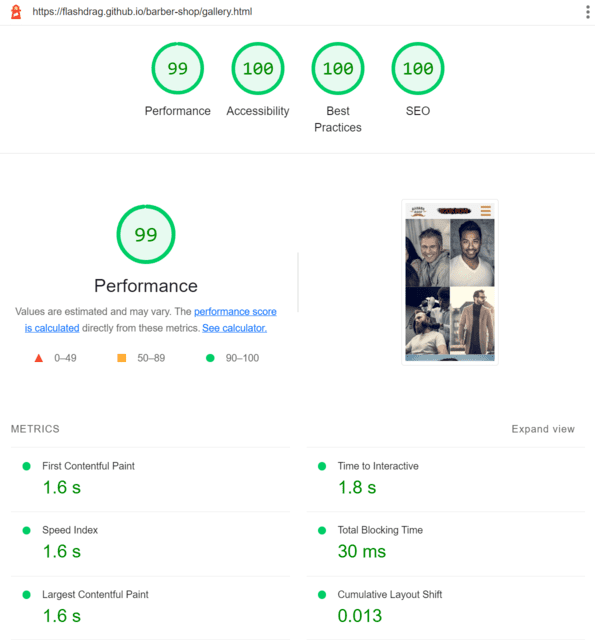 https://flashdrag.github.io/barber-shop/gallery.html
99 100 100 100
Performance Accessibility Best Practices SEO
99
Performance
Values are estimated and may vary. The performance score
is calculated directly from these metrics. See calculator.
0–49 50–89 90–100
METRICS Expand view
First Contentful Paint
1.6 s
Time to Interactive
1.8 s
Speed Index
1.6 s
Total Blocking Time
30 ms
Largest Contentful Paint
1.6 s
Cumulative Layout Shift
0.013